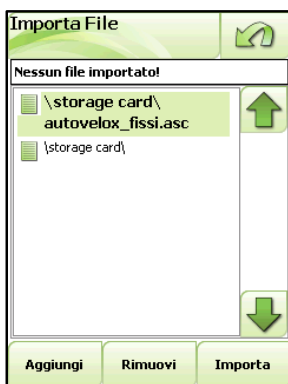 Importa File
Nessun file importato!
\storage card\
autovelox_fissi.asc
\storage card\
Aggiungi
Rimuovi
Importa